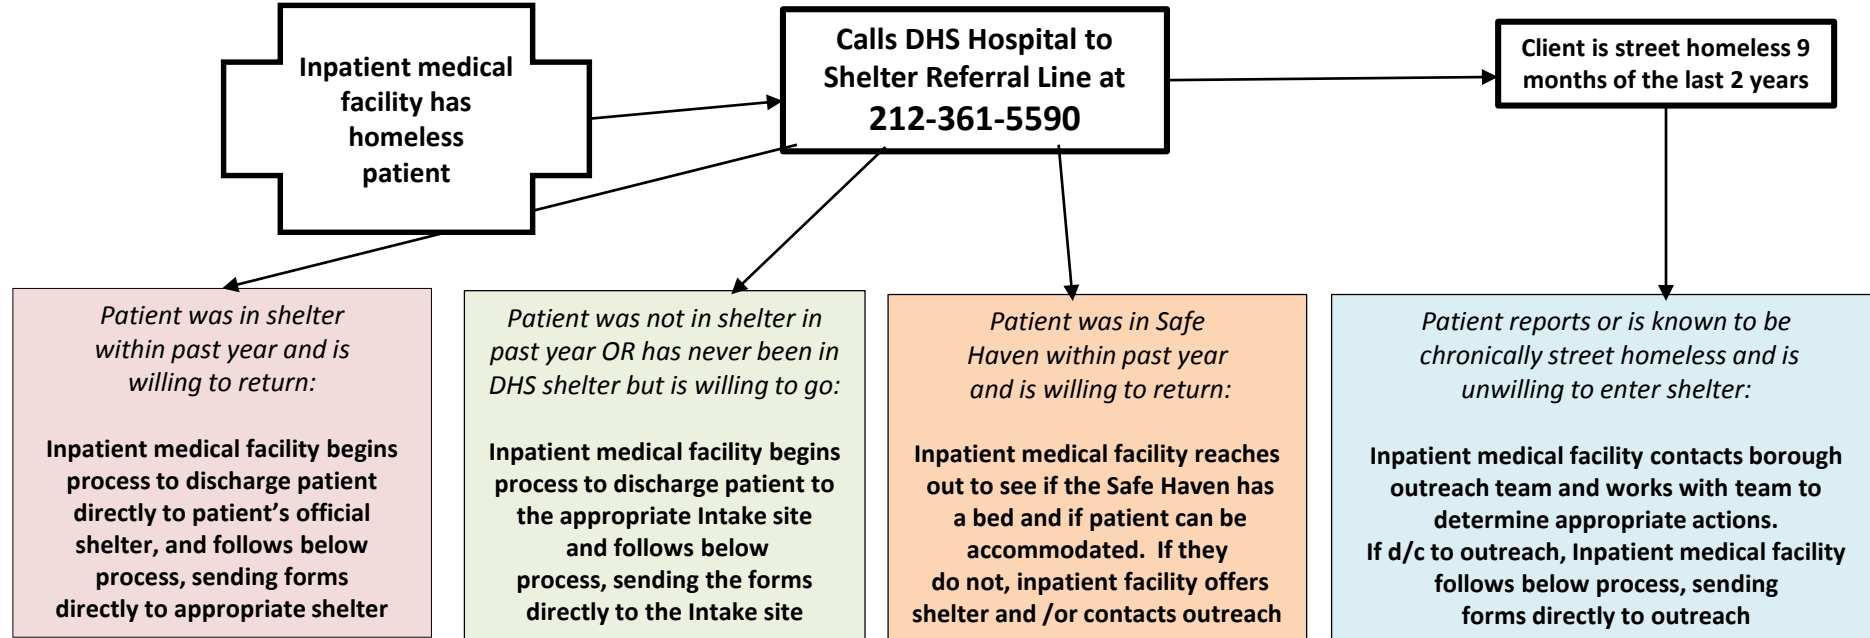 Inpatient medical
facility has
homeless
patient
Calls DHS Hospital to
Shelter Referral Line at
212-361-5590
Client is street homeless 9
months of the last 2 years
Patient was in shelter
within past year and is
willing to return:
Inpatient medical facility begins
process to discharge patient
directly to patient’s official
shelter, and follows below
process, sending forms
directly to appropriate shelter
Patient was not in shelter in
past year OR has never been in
DHS shelter but is willing to go:
Inpatient medical facility begins
process to discharge patient to
the appropriate Intake site
and follows below
process, sending the forms
directly to the Intake site
Patient was in Safe
Haven within past year
and is willing to return:
Inpatient medical facility reaches
out to see if the Safe Haven has
a bed and if patient can be
accommodated.  If they
do not, inpatient facility offers
shelter and /or contacts outreach
Patient reports or is known to be
chronically street homeless and is
unwilling to enter shelter:
Inpatient medical facility contacts borough
outreach team and works with team to
determine appropriate actions.
If d/c to outreach, Inpatient medical facility
follows below process, sending
forms directly to outreach